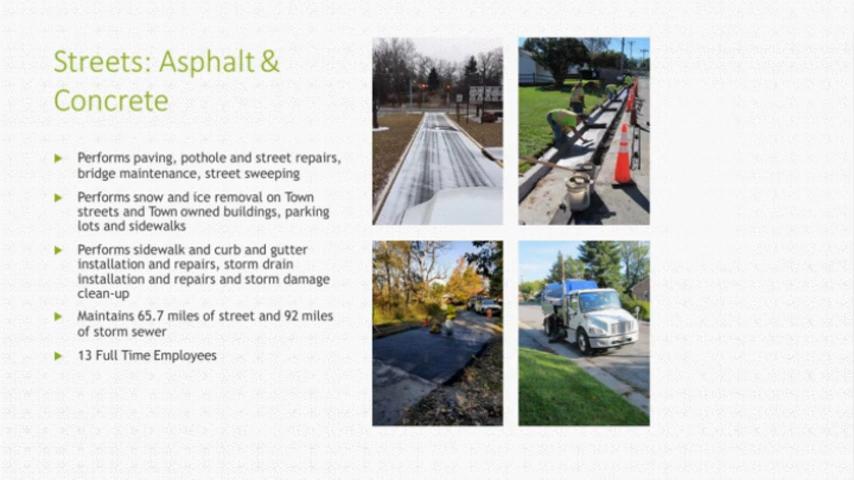 Streets: Asphalt &
Concrete
Performs paving, pothole and street repairs,
bridge maintenance, street sweeping
Performs snow and ice removal on Town
streets and Town owned buildings, parking
lots and sidewalks
Performs sidewalk and curb and gutter
installation and repairs, storm drain
installation and repairs and storm damage
clean-up
Maintains 65.7 miles of street and 92 miles
of storm sewer
13 Full Time Employees